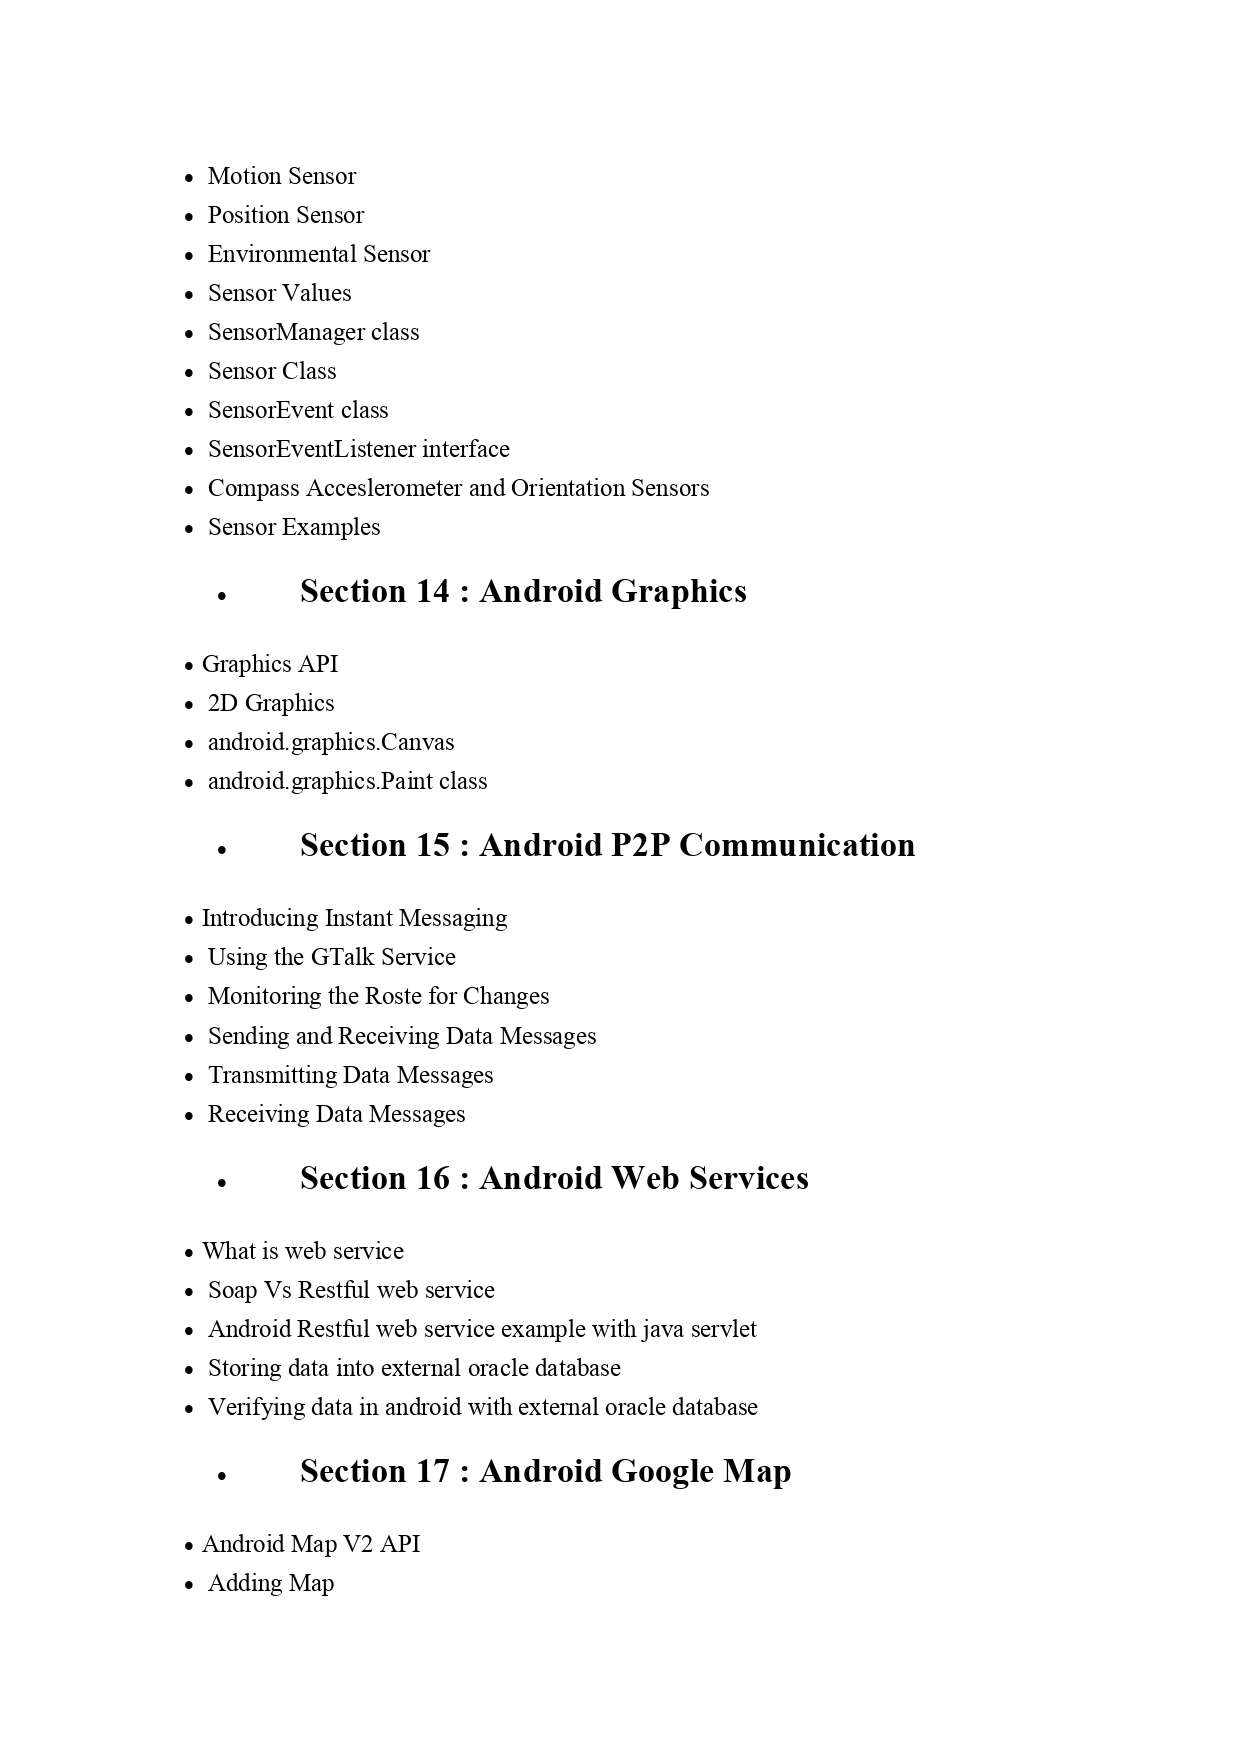 • Motion Sensor
• Position Sensor
• Environmental Sensor
• Sensor Values
• SensorManager class
• Sensor Class
• SensorEvent class
• SensorEventListener interface
• Compass Acceslerometer and Orientation Sensors
• Sensor Examples
• Section 14 : Android Graphics
• Graphics API
• 2D Graphics
• android.graphics.Canvas
• android.graphics.Paint class
• Section 15 : Android P2P Communication
• Introducing Instant Messaging
• Using the GTalk Service
• Monitoring the Roste for Changes
• Sending and Receiving Data Messages
• Transmitting Data Messages
• Receiving Data Messages
• Section 16 : Android Web Services
• What is web service
• Soap Vs Restful web service
• Android Restful web service example with java servlet
• Storing data into external oracle database
• Verifying data in android with external oracle database
• Section 17 : Android Google Map
• Android Map V2 API
• Adding Map